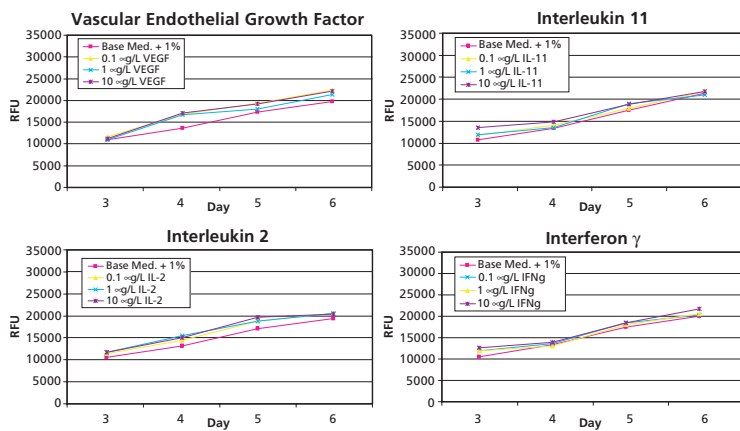 Vascular Endothelial Growth Factor
35000
30000
25000
20000
15000
10000
5000
0
RFU
Base Med. + 1%
0.1 ∝g/L VEGF
1 ∝g/L VEGF
10 ∝g/L VEGF
3 4 5 6
Day
Interleukin 11
35000
30000
25000
20000
15000
10000
5000
0
RFU
Base Med. + 1%
0.1 ∝g/L IL-11
1 ∝g/L IL-11
10 ∝g/L IL-11
3 4 5 6
Day
Interleukin 2
35000
30000
25000
20000
15000
10000
5000
0
RFU
Base Med. + 1%
0.1 ∝g/L IL-2
1 ∝g/L IL-2
10 ∝g/L IL-2
3 4 5 6
Day
Interferon γ
35000
30000
25000
20000
15000
10000
5000
0
RFU
Base Med. + 1%
0.1 ∝g/L IFNg
1 ∝g/L IFNg
10 ∝g/L IFNg
3 4 5 6
Day